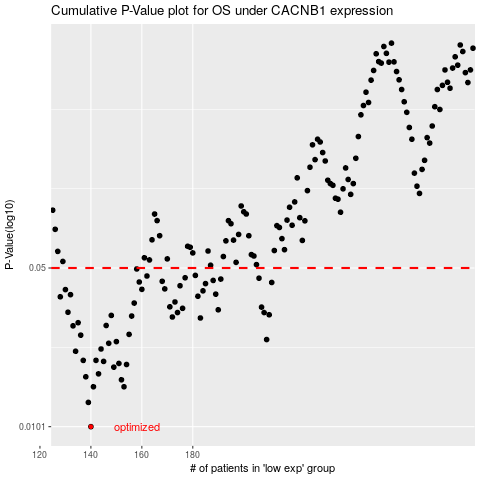 Cumulative P-Value plot for OS under CACNB1 expression
P-Value(log10)
0.05
0.0101
optimized
120 140 160 180
# of patients in 'low exp' group